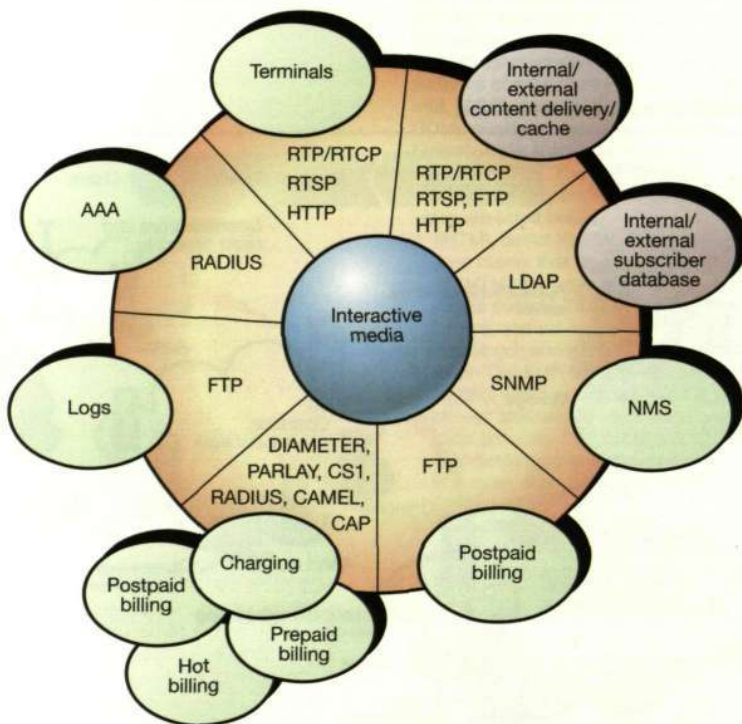 Terminals
Internal/
external
content delivery/
cache
RTP/RTCP
RTSP
HTTP
RTP/RTCP
RTSP, FTP
HTTP
AAA
Internal/
external
subscriber
database
RADIUS
LDAP
Interactive
media
FTP
SNMP
Logs
NMS
DIAMETER,
PARLAY, CS1,
RADIUS, CAMEL,
CAP
FTP
Charging
Postpaid
billing
Postpaid
billing
Prepaid
billing
Hot
billing